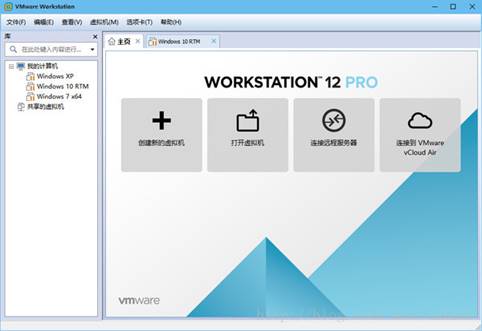 VMware Workstation
文件(F) 编辑(E) 查看(V) 虚拟机(M) 选项卡(T) 帮助(H)
库
在此处键入内容进行...
我的计算机
Windows XP
Windows 10 RTM
Windows 7 x64
共享的虚拟机
主页
Windows 10 RTM
WORKSTATION™ 12 PRO
创建新的虚拟机
打开虚拟机
连接远程服务器
连接到 VMware
vCloud Air
vmware